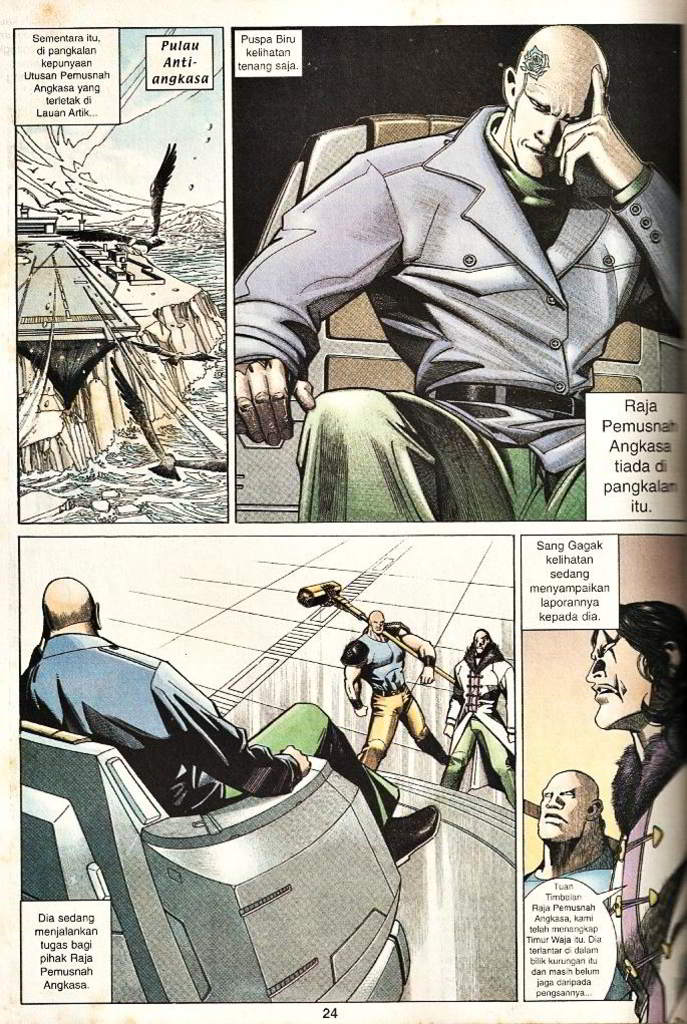 Sementara itu,
di pangkalan
kepunyaan
Utusan Pemusnah
Angkasa yang
terletak di
Lauan Artik...
Pulau
Anti-
angkasa
Puspa Biru
kelihatan
tenang saja.
Raja
Pemusnah
Angkasa
tiada di
pangkalan
itu.
Dia sedang
menjalankan
tugas bagi
pihak Raja
Pemusnah
Angkasa.
Sang Gagak
kelihatan
sedang
menyampaikan
laporannya
kepada dia.
Tuan
Timbalan
Raja Pemusnah
Angkasa, kami
telah menangkap
Timur Waja itu. Dia
terlantar di dalam
bilik kurungan itu
dan masih belum
jaga daripada
pengsannya...
24